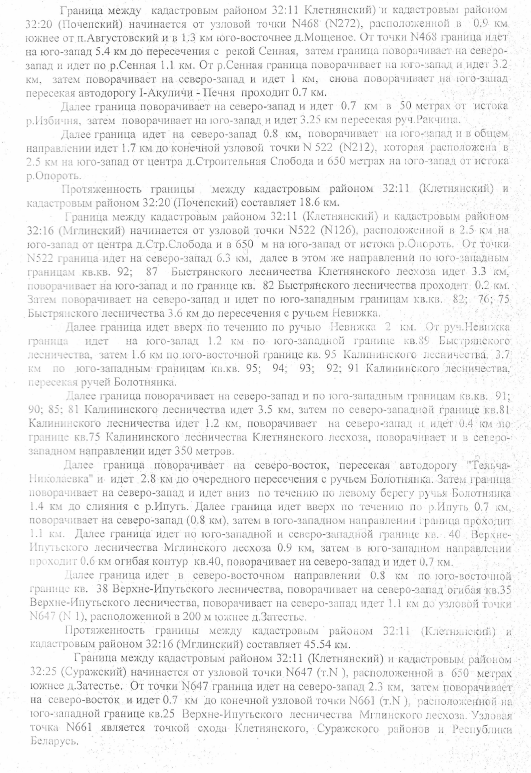 Граница между кадастровым районом 32:11 Клетнянский) и кадастровым районом
32:20 (Почепский) начинается от узловой точки N468 (N272), расположенной в 0.9 км
южнее от п.Августовский и в 1,3 км юго-восточнее д.Мощеное. От точки N468 граница идет
на юго-запад 5.4 км до пересечения с рекой Сенная, затем граница поворачивает на северо-
запад и идет по р.Сенная 1.1 км. От р.Сенная граница поворачивает на юго-запад и идет 3.2
км, затем поворачивает на северо-запад и идет 1 км, снова поворачивает на юго-запад
пересекая автодорогу I-Акуличи - Печня проходит 0.7 км.
Далее граница поворачивает на северо-запад и идет 0.7 км в 50 метрах от истока
р.Избична, затем поворачивает на юго-запад и идет 3.25 км пересекая руч.Ракчина.
Далее граница идет на северо-запад 0.8 км, поворачивает на юго-запад и в общем
направлении идет 1.7 км до конечной узловой точки N 522 (N212), которая расположена в
2.5 км на юго-запад от центра д.Строительная Слобода и 650 метрах на юго-запад от истока
р.Опороть.
Протяженность границы между кадастровым районом 32:11 (Клетнянский) и
кадастровым районом 32:20 (Почепский) составляет 18.6 км.
Граница между кадастровым районом 32:11 (Клетнянский) и кадастровым районом
32:16 (Мглинский) начинается от узловой точки N522 (N126), расположенной в 2.5 км на
юго-запад от центра д.Стр.Слобода и в 650 м на юго-запад от истока р.Опороть. От точки
N522 граница идет на северо-запад 6.3 км, далее в этом же направлении по юго-западным
границам кв.кв. 92; 87 Быстрянского лесничества Клетнянского лесхоза идет 3.3 км,
поворачивает на юго-запад и по границе кв. 82 Быстрянского лесничества проходит 0.2 км.
Затем поворачивает на северо-запад и идет по юго-западным границам кв.кв. 82; 76; 75
Быстрянского лесничества 3.6 км до пересечения с ручьем Невижка.
Далее граница идет вверх по течению по ручью Невижка 2 км. От руч.Невижка
граница идет на юго-запад 1.2 км по юго-западной границе кв.89 Быстрянского
лесничества, затем 1.6 км по юго-восточной границе кв. 95 Калининского лесничества, 3.7
км по юго-западным границам кв.кв. 95; 94; 93; 92; 91 Калининского лесничества,
пересекая ручей Болотнянка.
Далее граница поворачивает на северо-запад и по юго-западным границам кв.кв. 91;
90; 85; 81 Калининского лесничества идет 3.5 км, затем по северо-западной границе кв.81
Калининского лесничества идет 1.2 км, поворачивает на северо-запад и идет 0.4 км по
границе кв.75 Калининского лесничества Клетнянского лесхоза, поворачивает и в северо-
западном направлении идет 350 метров.
Далее граница поворачивает на северо-восток, пересекая автодорогу "Тельча-
Николаевка" и идет 2.8 км до очередного пересечения с ручьем Болотнянка. Затем граница
поворачивает на северо-запад и идет вниз по течению по левому берегу ручья Болотнянка
1.4 км до слияния с р.Ипуть. Далее граница идет вверх по течению по р.Ипуть 0.7 км,
поворачивает на северо-запад (0,8 км), затем в юго-западном направлении граница проходит
1.1 км. Далее граница идет по юго-западной и северо-западной границе кв. 40 Верхне-
Ипутьского лесничества Мглинского лесхоза 0.9 км, затем в юго-западном направлении
проходит 0.6 км огибая контур кв.40, поворачивает на северо-запад и идет 0.7 км.
Далее граница идет в северо-восточном направлении 0.8 км по юго-восточной
границе кв. 38 Верхне-Ипутьского лесничества, поворачивает на северо-запад огибая кв.35
Верхне-Ипутьского лесничества, поворачивает на северо-запад идет 1.1 км до узловой точки
N647 (N 1), расположенной в 200 м южнее д.Затестье.
Протяженность границы между кадастровым районом 32:11 (Клетнянский) и
кадастровым районом 32:16 (Мглинский) составляет 45.54 км.
Граница между кадастровым районом 32:11 (Клетнянский) и кадастровым районом
32:25 (Суражский) начинается от узловой точки N647 (т.N ), расположенной в 650 метрах
южнее д.Затестье. От точки N647 граница идет на северо-запад 2.3 км, затем поворачивает
на северо-восток и идет 0.7 км до конечной узловой точки N661 (т.N ), расположенной на
юго-западной границе кв.25 Верхне-Ипутьского лесничества Мглинского лесхоза. Узловая
точка N661 является точкой схода Клетнянского, Суражского районов и Республики
Беларусь.